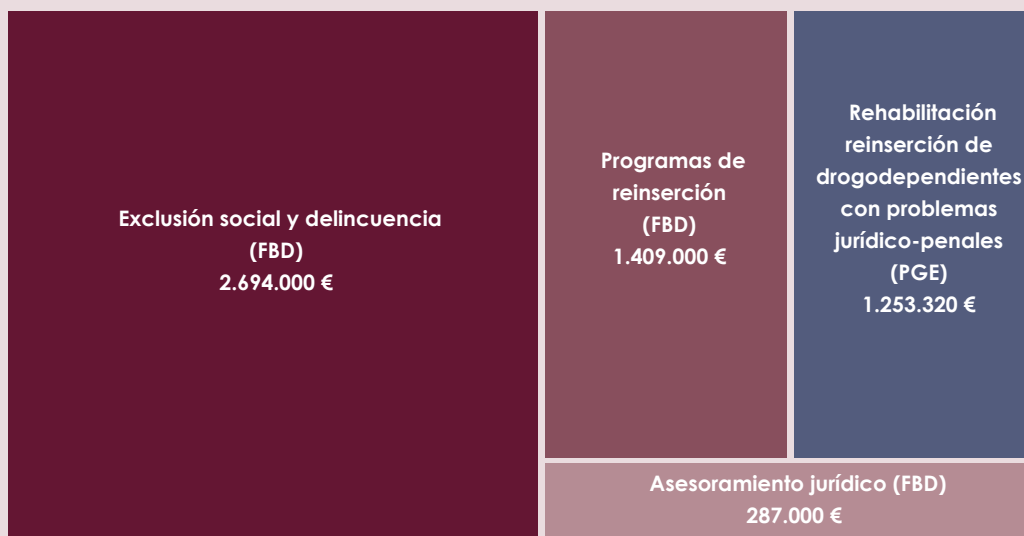 Exclusión social y delincuencia
(FBD)
2.694.000 €
Programas de
reinserción
(FBD)
1.409.000 €
Rehabilitación
reinserción de
drogodependientes
con problemas
jurídico-penales
(PGE)
1.253.320 €
Asesoramiento jurídico (FBD)
287.000 €